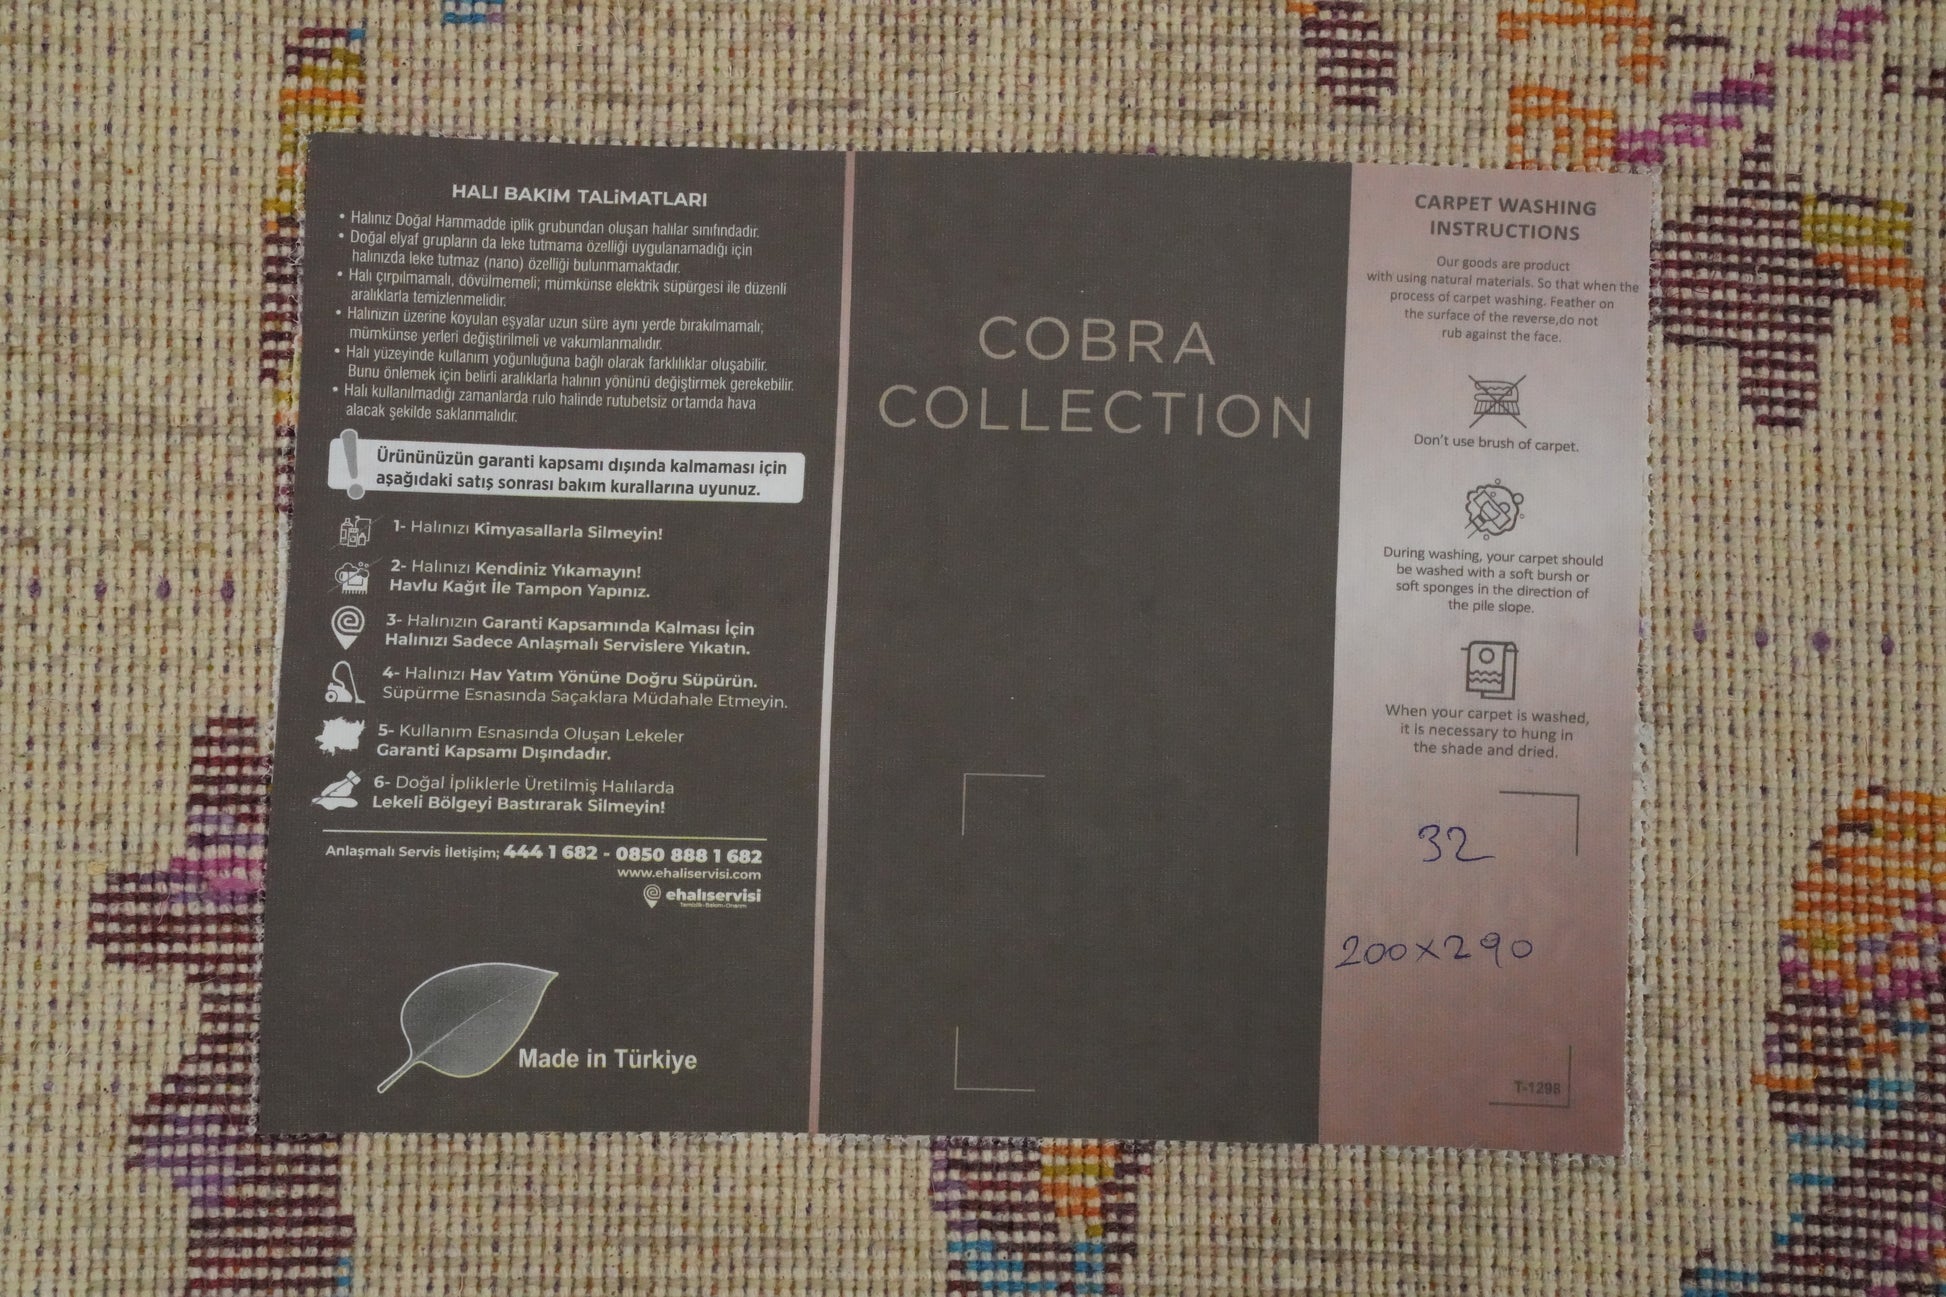 HALI BAKIM TALiMATLARI
• Halınız Doğal Hammadde iplik grubundan oluşan halılar sınıfındadır.
• Doğal elyaf grupların da leke tutmama özelliği uygulanamadığı için
halınızda leke tutmaz (nano) özelliği bulunmamaktadır.
• Halı çırpılmamalı, dövülmemeli; mümkünse elektrik süpürgesi ile düzenli
aralıklarla temizlenmelidir.
• Halınızın üzerine koyulan eşyalar uzun süre aynı yerde bırakılmamalı;
mümkünse yerleri değiştirilmeli ve vakumlanmalıdır.
• Halı yüzeyinde kullanım yoğunluğuna bağlı olarak farklılıklar oluşabilir.
Bunu önlemek için belirli aralıklarla halının yönünü değiştirmek gerekebilir.
• Halı kullanılmadığı zamanlarda rulo halinde rutubetsiz ortamda hava
alacak şekilde saklanmalıdır.
Ürününüzün garanti kapsamı dışında kalmaması için
aşağıdaki satış sonrası bakım kurallarına uyunuz.
1- Halınızı Kimyasallarla Silmeyin!
2- Halınızı Kendiniz Yıkamayın!
Havlu Kağıt İle Tampon Yapınız.
3- Halınızın Garanti Kapsamında Kalması İçin
Halınızı Sadece Anlaşmalı Servislere Yıkatın.
4- Halınızı Hav Yatım Yönüne Doğru Süpürün.
Süpürme Esnasında Saçaklara Müdahale Etmeyin.
5- Kullanım Esnasında Oluşan Lekeler
Garanti Kapsamı Dışındadır.
6- Doğal İpliklerle Üretilmiş Halılarda
Lekeli Bölgeyi Bastırarak Silmeyin!
Anlaşmalı Servis İletişim; 444 1 682 - 0850 888 1 682
www.ehaliservisi.com
ehalıservisi
Temizlik-Bakım-Onarım
Made in Türkiye
COBRA
COLLECTION
CARPET WASHING
INSTRUCTIONS
Our goods are product
with using natural materials. So that when the
process of carpet washing. Feather on
the surface of the reverse,do not
rub against the face.
Don't use brush of carpet.
During washing, your carpet should
be washed with a soft bursh or
soft sponges in the direction of
the pile slope.
When your carpet is washed,
it is necessary to hung in
the shade and dried.
32
200x290
T-1298